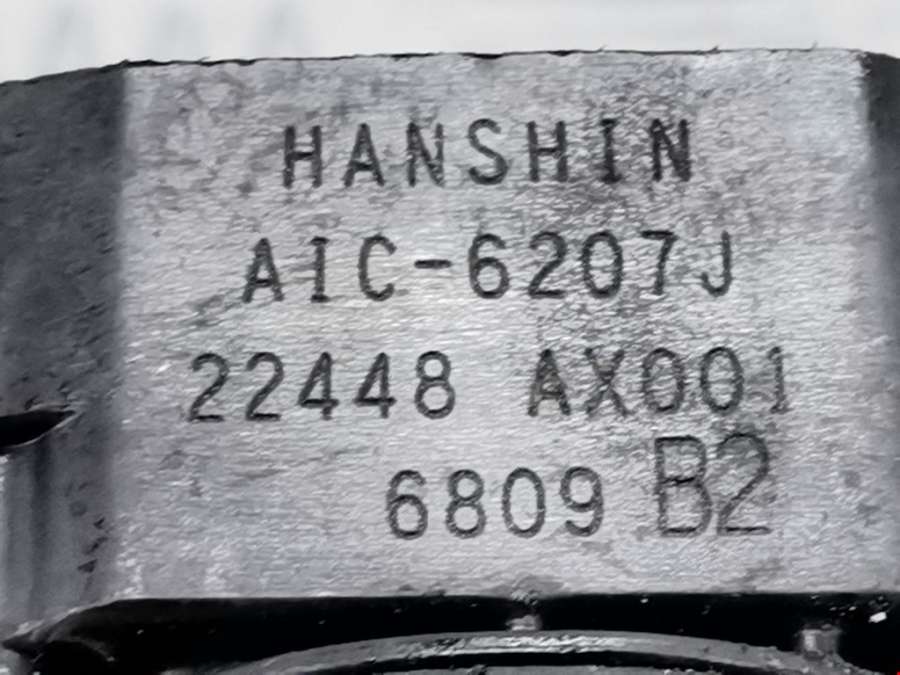 HANSHIN
AIC-6207J
22448 AX001
6809 B2